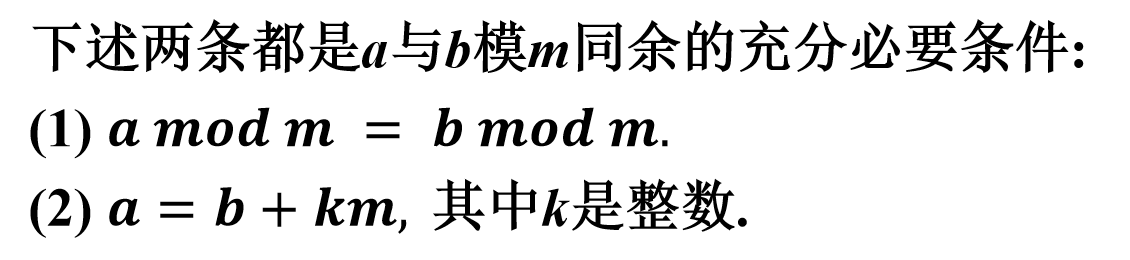 下述两条都是a与b模m同余的充分必要条件:
(1) a mod m = b mod m.
(2) a = b + km, 其中k是整数.